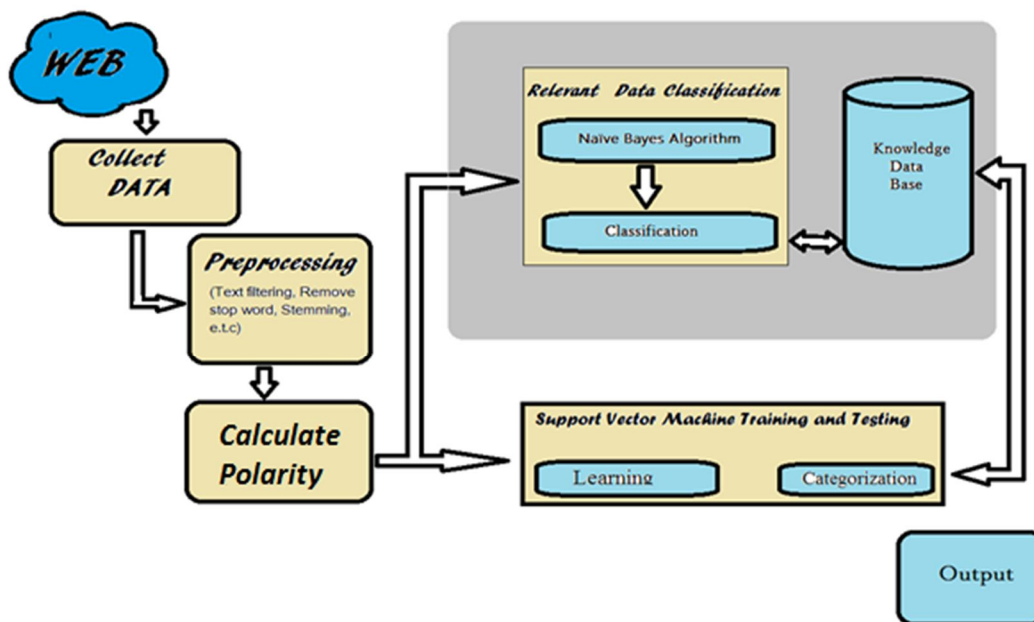 WEB
Collect
DATA
Preprocessing
(Text filtering, Remove
stop word, Stemming,
e.t.c)
Calculate
Polarity
Relevant Data Classification
Naïve Bayes Algorithm
Classification
Knowledge
Data
Base
Support Vector Machine Training and Testing
Learning
Categorization
Output